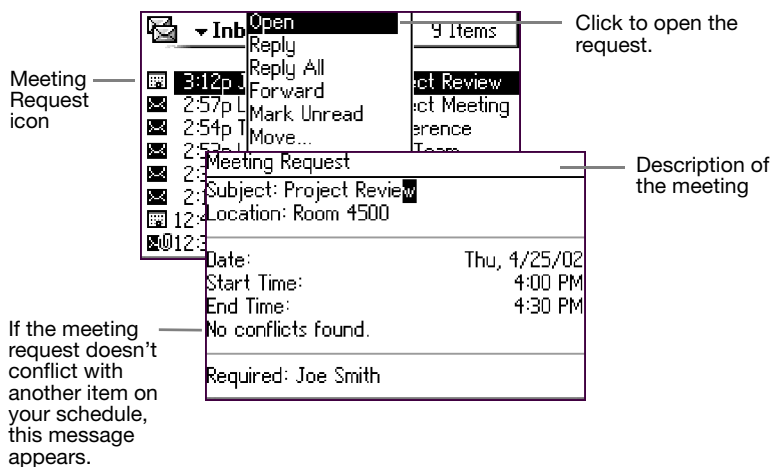 Inb
Open
9 Items
Reply
Reply All
Forward
Mark Unread
Move...
3:12p
ect Review
2:57p L
ect Meeting
2:54p T
erence
Team
12:
12:3
Meeting Request
Subject: Project Review
Location: Room 4500
Date: Thu, 4/25/02
Start Time: 4:00 PM
End Time: 4:30 PM
No conflicts found.
Required: Joe Smith
Click to open the
request.
Meeting
Request
icon
Description of
the meeting
If the meeting
request doesn't
conflict with
another item on
your schedule,
this message
appears.